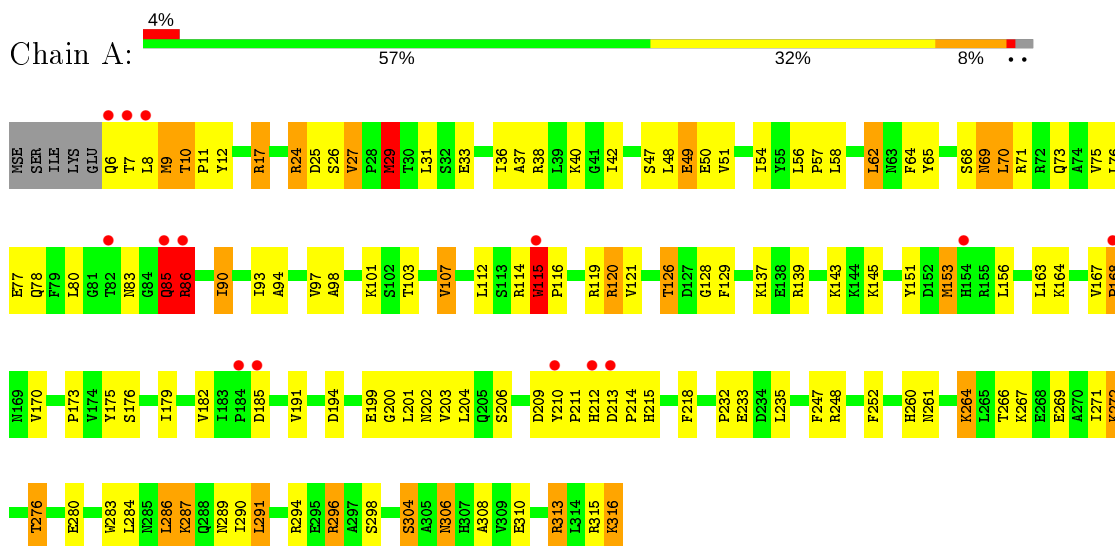 4%
Chain A:
57% 32% 8% • •
MSE SER ILE LYS GLU Q6 T7 L8 M9 T10 P11 Y12 R17 R24 D25 S26 V27 P28 M29 T30 L31 S32 E33 I36 A37 R38 L39 K40 G41 I42 S47 L48 E49 E50 V51 I54 Y55 L56 P57 L58 L62 N63 F64 Y65 S68 N69 L70 R71 R72 Q73 A74 V75 L76
E77 Q78 F79 L80 G81 T82 N83 G84 Q85 R86 I90 I93 A94 V97 A98 K101 S102 T103 V107 L112 S113 R114 W115 P116 R119 R120 V121 T126 D127 G128 F129 K137 E138 R139 K143 K144 K145 Y151 D152 M153 H154 R155 L156 L163 K164 V167 P168
N169 V170 P173 V174 Y175 S176 I179 V182 I183 P184 D185 V191 D194 E199 G200 L201 N202 V203 L204 Q205 S206 D209 Y210 P211 H212 D213 P214 H215 F218 P232 E233 D234 L235 F247 R248 F252 H260 N261 K264 L265 T266 K267 E268 E269 A270 I271 K272
T276 E280 W283 L284 N285 L286 K287 Q288 N289 I290 L291 R294 E295 R296 A297 S298 S304 A305 N306 H307 A308 V309 E310 R313 L314 R315 K316